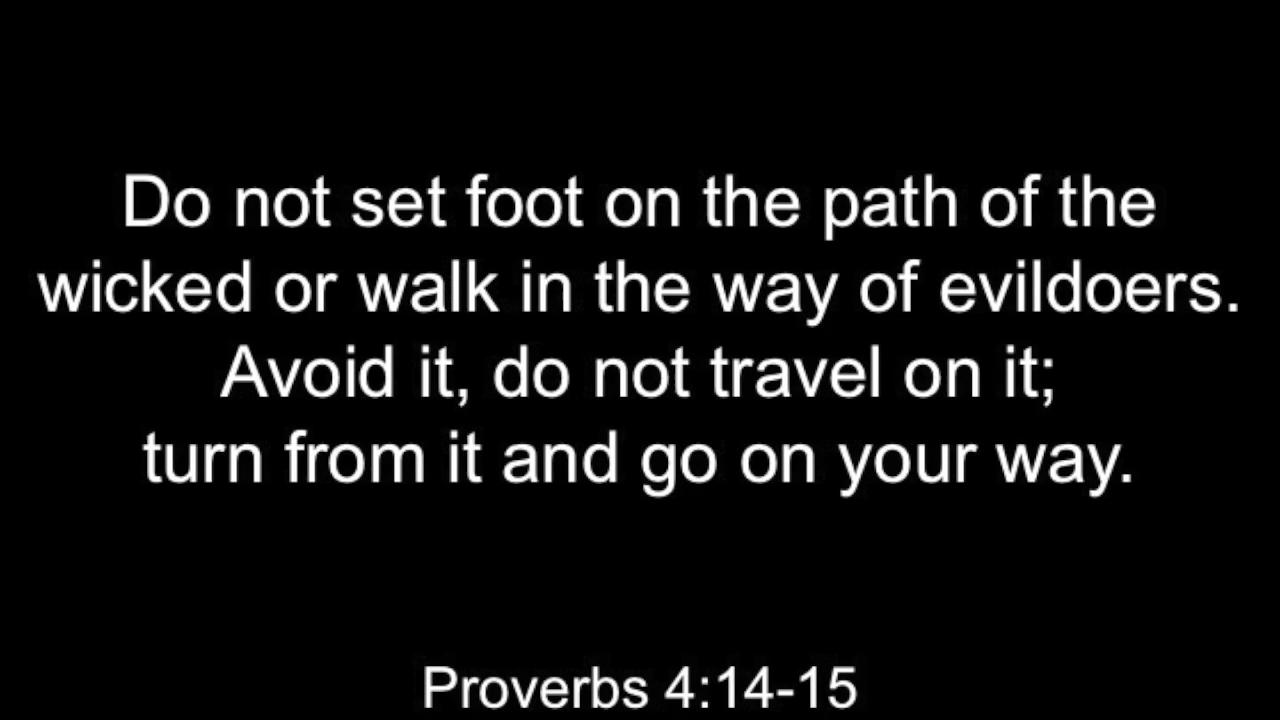 Do not set foot on the path of the
wicked or walk in the way of evildoers.
Avoid it, do not travel on it;
turn from it and go on your way.
Proverbs 4:14-15